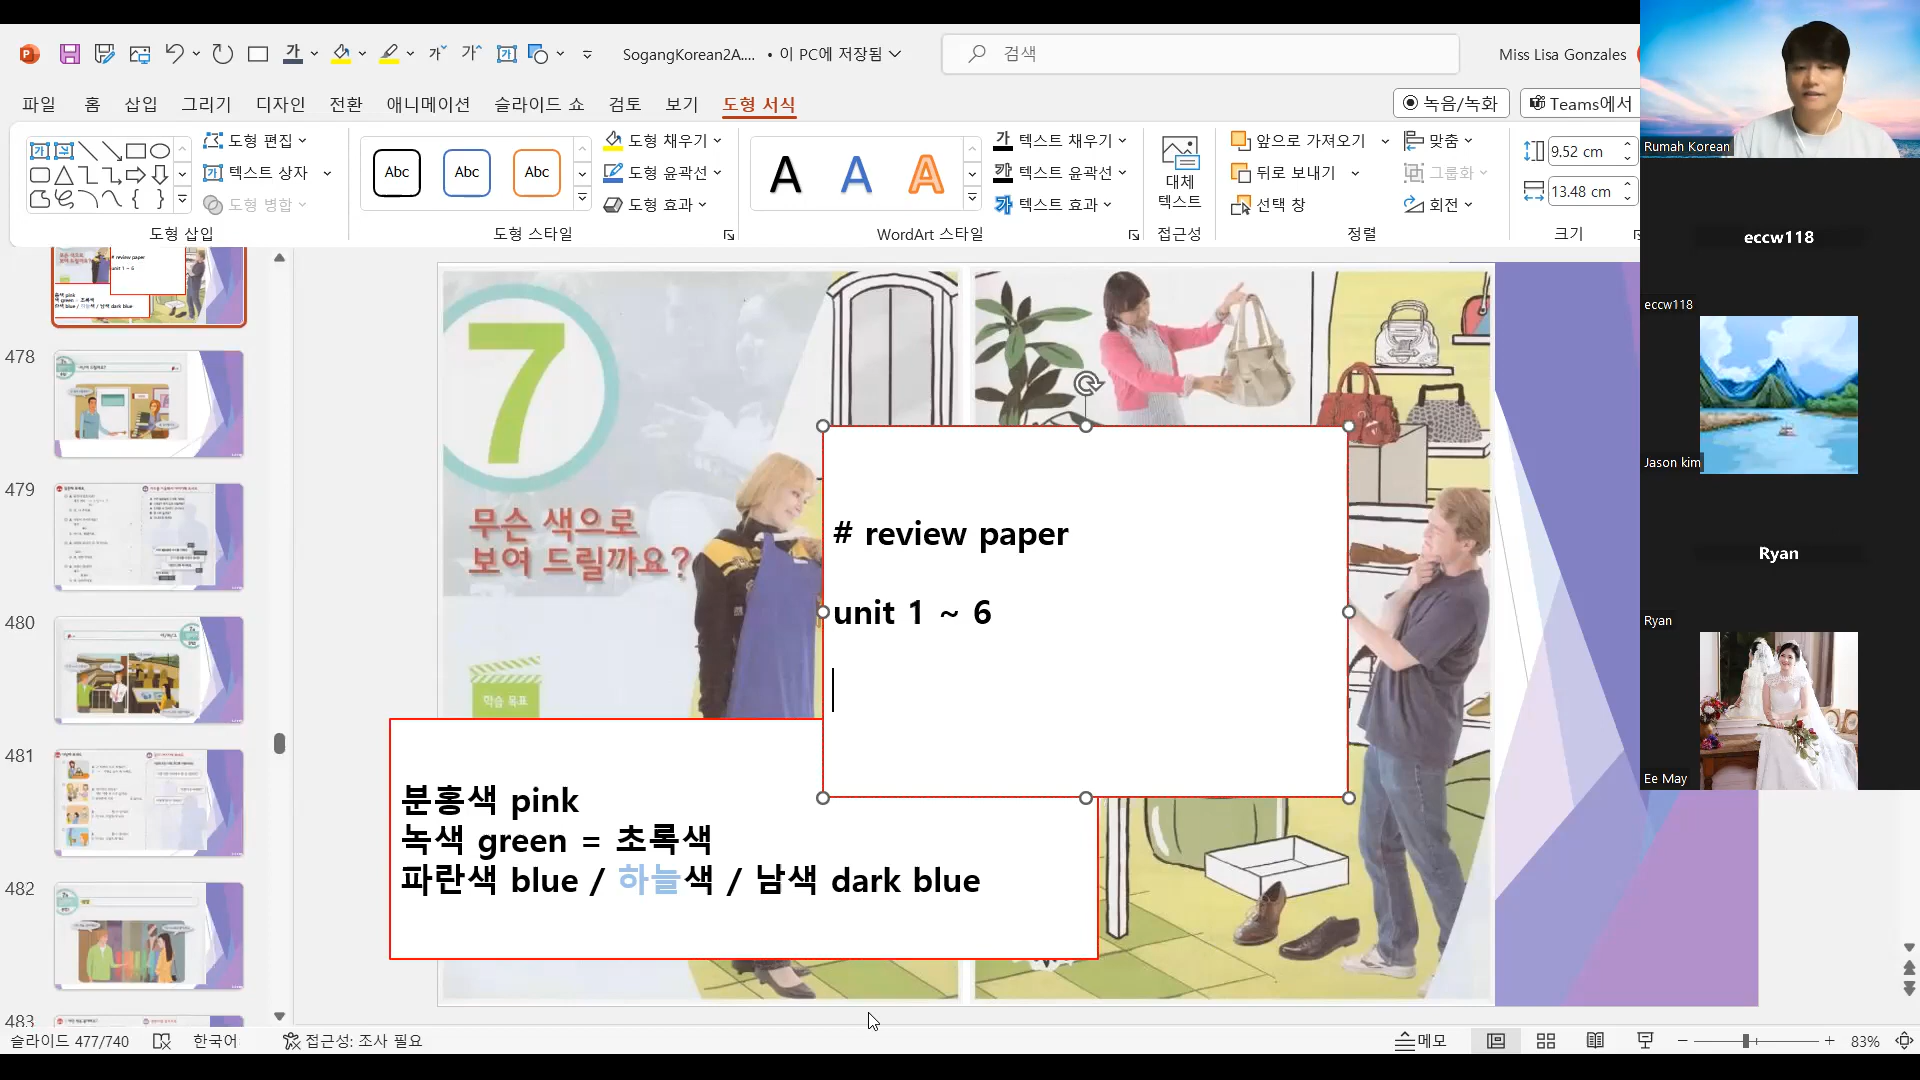 SogangKorean2A.... • 이 PC에 저장됨
검색
Miss Lisa Gonzales
파일 홈 삽입 그리기 디자인 전환 애니메이션 슬라이드 쇼 검토 보기 도형 서식
녹음/녹화
Teams에서
도형 편집
텍스트 상자
도형 병합
도형 삽입
Abc Abc Abc
도형 채우기
도형 윤곽선
도형 효과
도형 스타일
A A A
텍스트 채우기
텍스트 윤곽선
텍스트 효과
WordArt 스타일
대체
텍스트
접근성
앞으로 가져오기
뒤로 보내기
선택 창
맞춤
그룹화
회전
정렬
9.52 cm
13.48 cm
크기
478
479
480
481
482
483
7
무슨 색으로
보여 드릴까요?
학습 목표
# review paper
unit 1 ~ 6
분홍색 pink
녹색 green = 초록색
파란색 blue / 하늘색 / 남색 dark blue
Rumah Korean
eccw118
eccw118
Jason kim
Ryan
Ryan
Ee May
슬라이드 477/740
한국어
접근성: 조사 필요
메모
83%